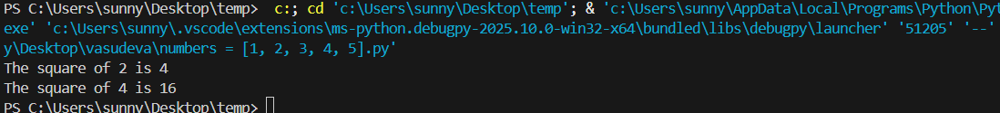 PS C:\Users\sunny\Desktop\temp>  c:; cd 'c:\Users\sunny\Desktop\temp'; & 'c:\Users\sunny\AppData\Local\Programs\Python\Pyt
exe' 'c:\Users\sunny\.vscode\extensions\ms-python.debugpy-2025.10.0-win32-x64\bundled\libs\debugpy\launcher' '51205' '--'
y\Desktop\vasudeva\numbers = [1, 2, 3, 4, 5].py'
The square of 2 is 4
The square of 4 is 16
PS C:\Users\sunny\Desktop\temp>